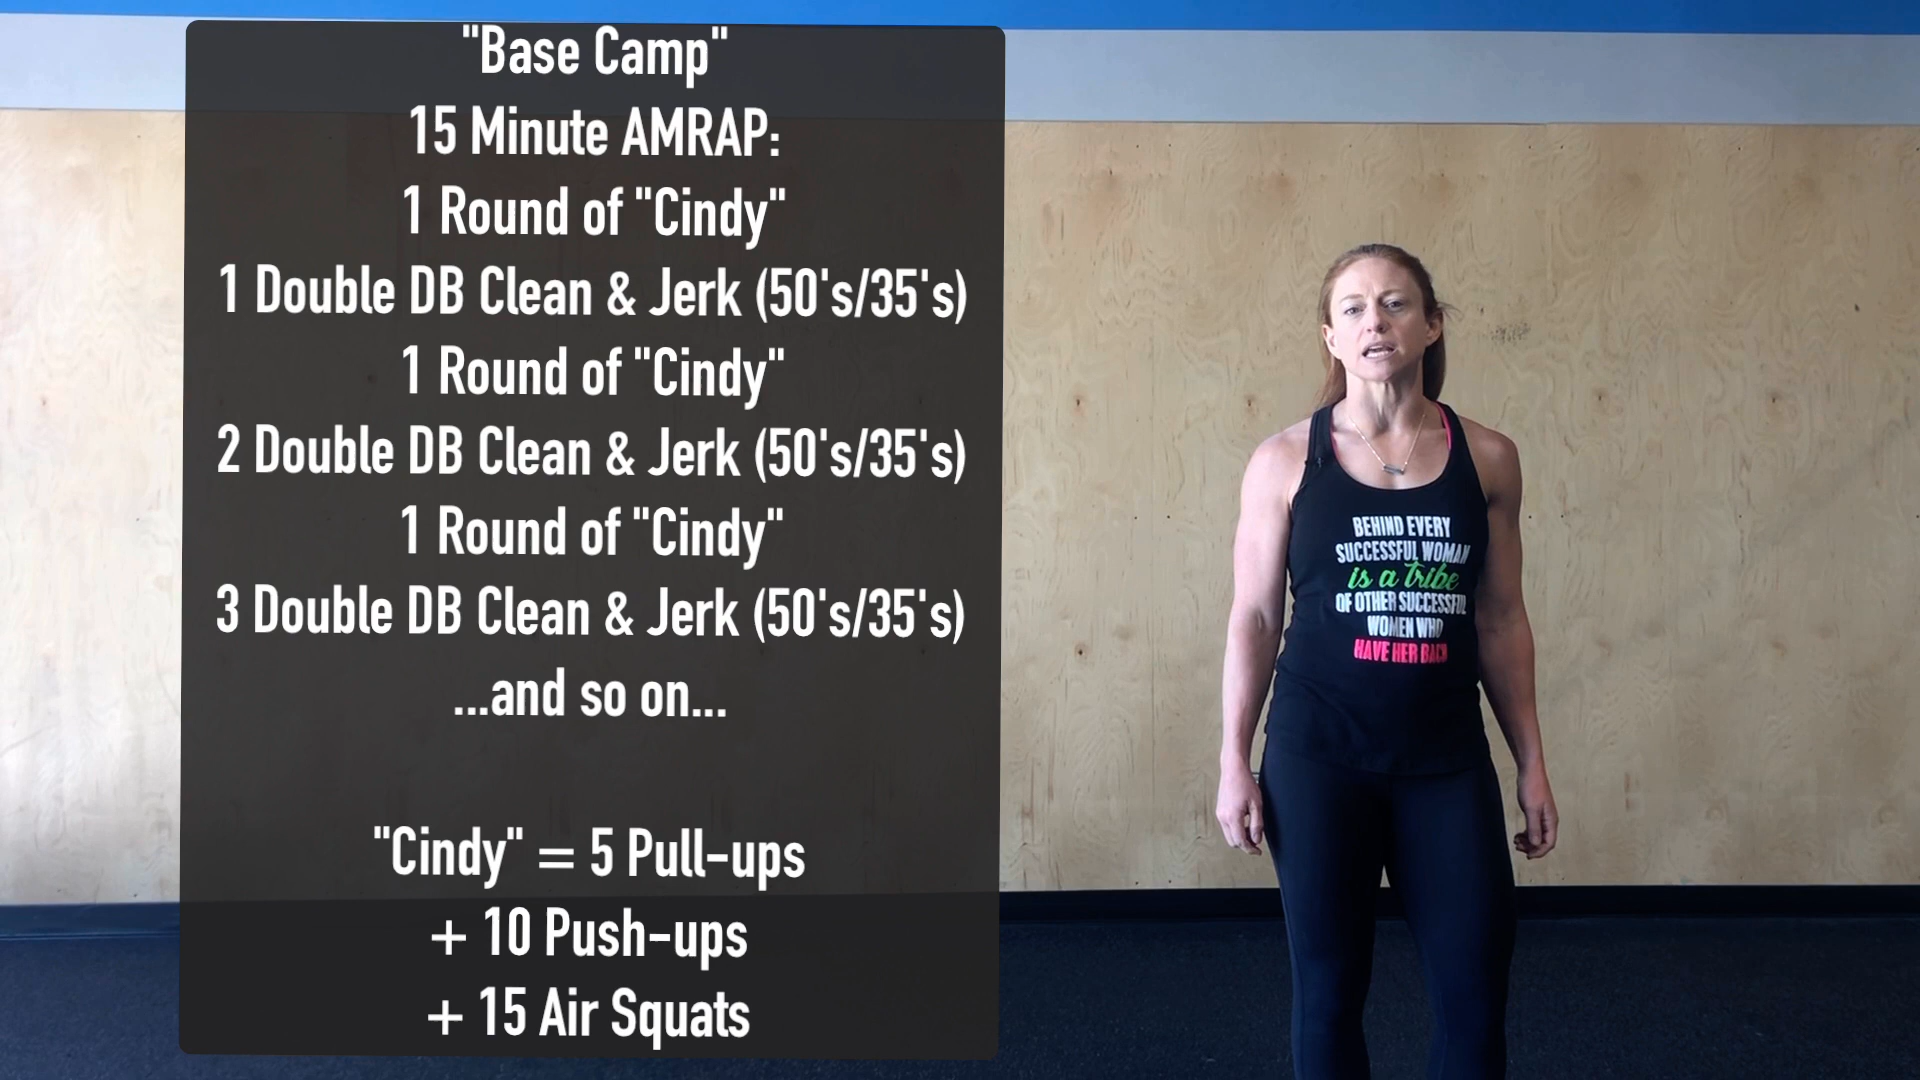 "Base Camp"
15 Minute AMRAP:
1 Round of "Cindy"
1 Double DB Clean & Jerk (50's/35's)
1 Round of "Cindy"
2 Double DB Clean & Jerk (50's/35's)
1 Round of "Cindy"
3 Double DB Clean & Jerk (50's/35's)
...and so on...
"Cindy" = 5 Pull-ups
+ 10 Push-ups
+ 15 Air Squats
BEHIND EVERY
SUCCESSFUL WOMAN
is a tribe
OF OTHER SUCCESSFUL
WOMEN WHO
HAVE HER BACK